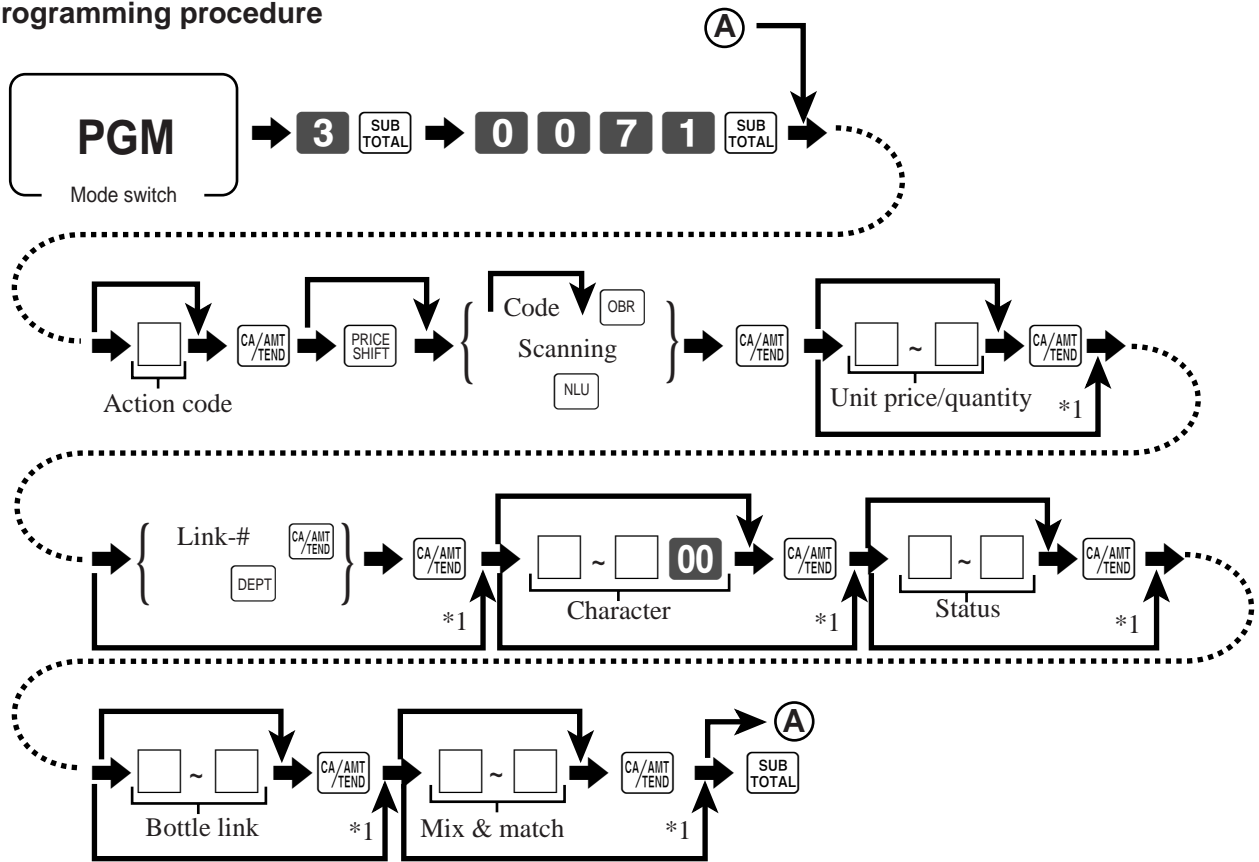 rogramming procedure
A
PGM
Mode switch
3 SUB TOTAL 0 0 7 1 SUB TOTAL
Code OBR
CA/AMT /TEND PRICE SHIFT Scanning CA/AMT /TEND ~ CA/AMT /TEND
NLU
Action code Unit price/quantity *1
Link-# CA/AMT /TEND
DEPT CA/AMT /TEND ~ 00 CA/AMT /TEND ~ CA/AMT /TEND
*1 Character *1 Status *1
A
~ CA/AMT /TEND ~ CA/AMT /TEND SUB TOTAL
Bottle link *1 Mix & match *1